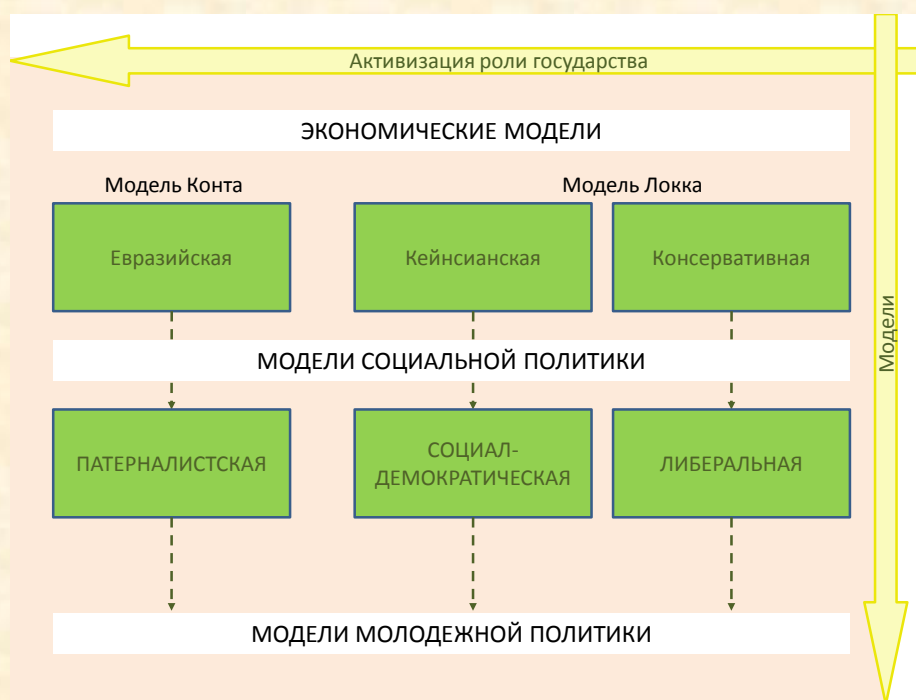 Активизация роли государства
ЭКОНОМИЧЕСКИЕ МОДЕЛИ
Модель Конта
Модель Локка
Евразийская
Кейнсианская
Консервативная
Модели
МОДЕЛИ СОЦИАЛЬНОЙ ПОЛИТИКИ
ПАТЕРНАЛИСТСКАЯ
СОЦИАЛ-
ДЕМОКРАТИЧЕСКАЯ
ЛИБЕРАЛЬНАЯ
МОДЕЛИ МОЛОДЕЖНОЙ ПОЛИТИКИ